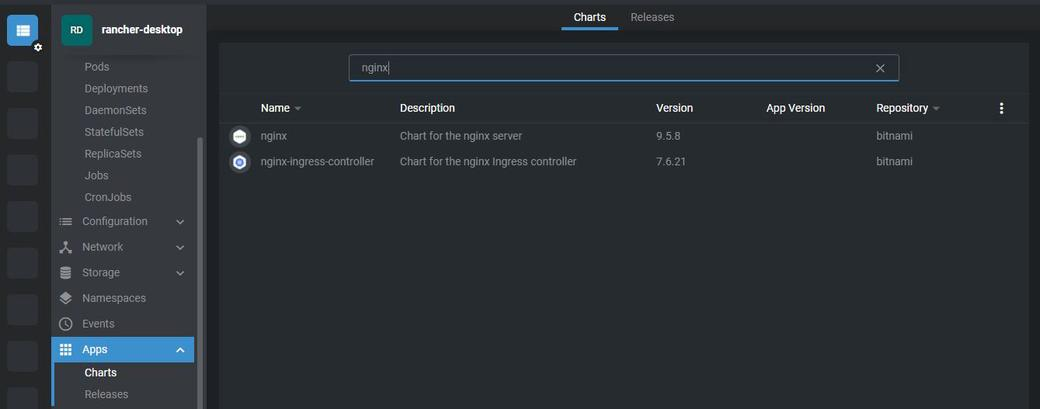 RD rancher-desktop
Pods
Deployments
DaemonSets
StatefulSets
ReplicaSets
Jobs
CronJobs
Configuration
Network
Storage
Namespaces
Events
Apps
Charts
Releases
Charts Releases
nginx
Name Description Version App Version Repository
nginx Chart for the nginx server 9.5.8 bitnami
nginx-ingress-controller Chart for the nginx Ingress controller 7.6.21 bitnami